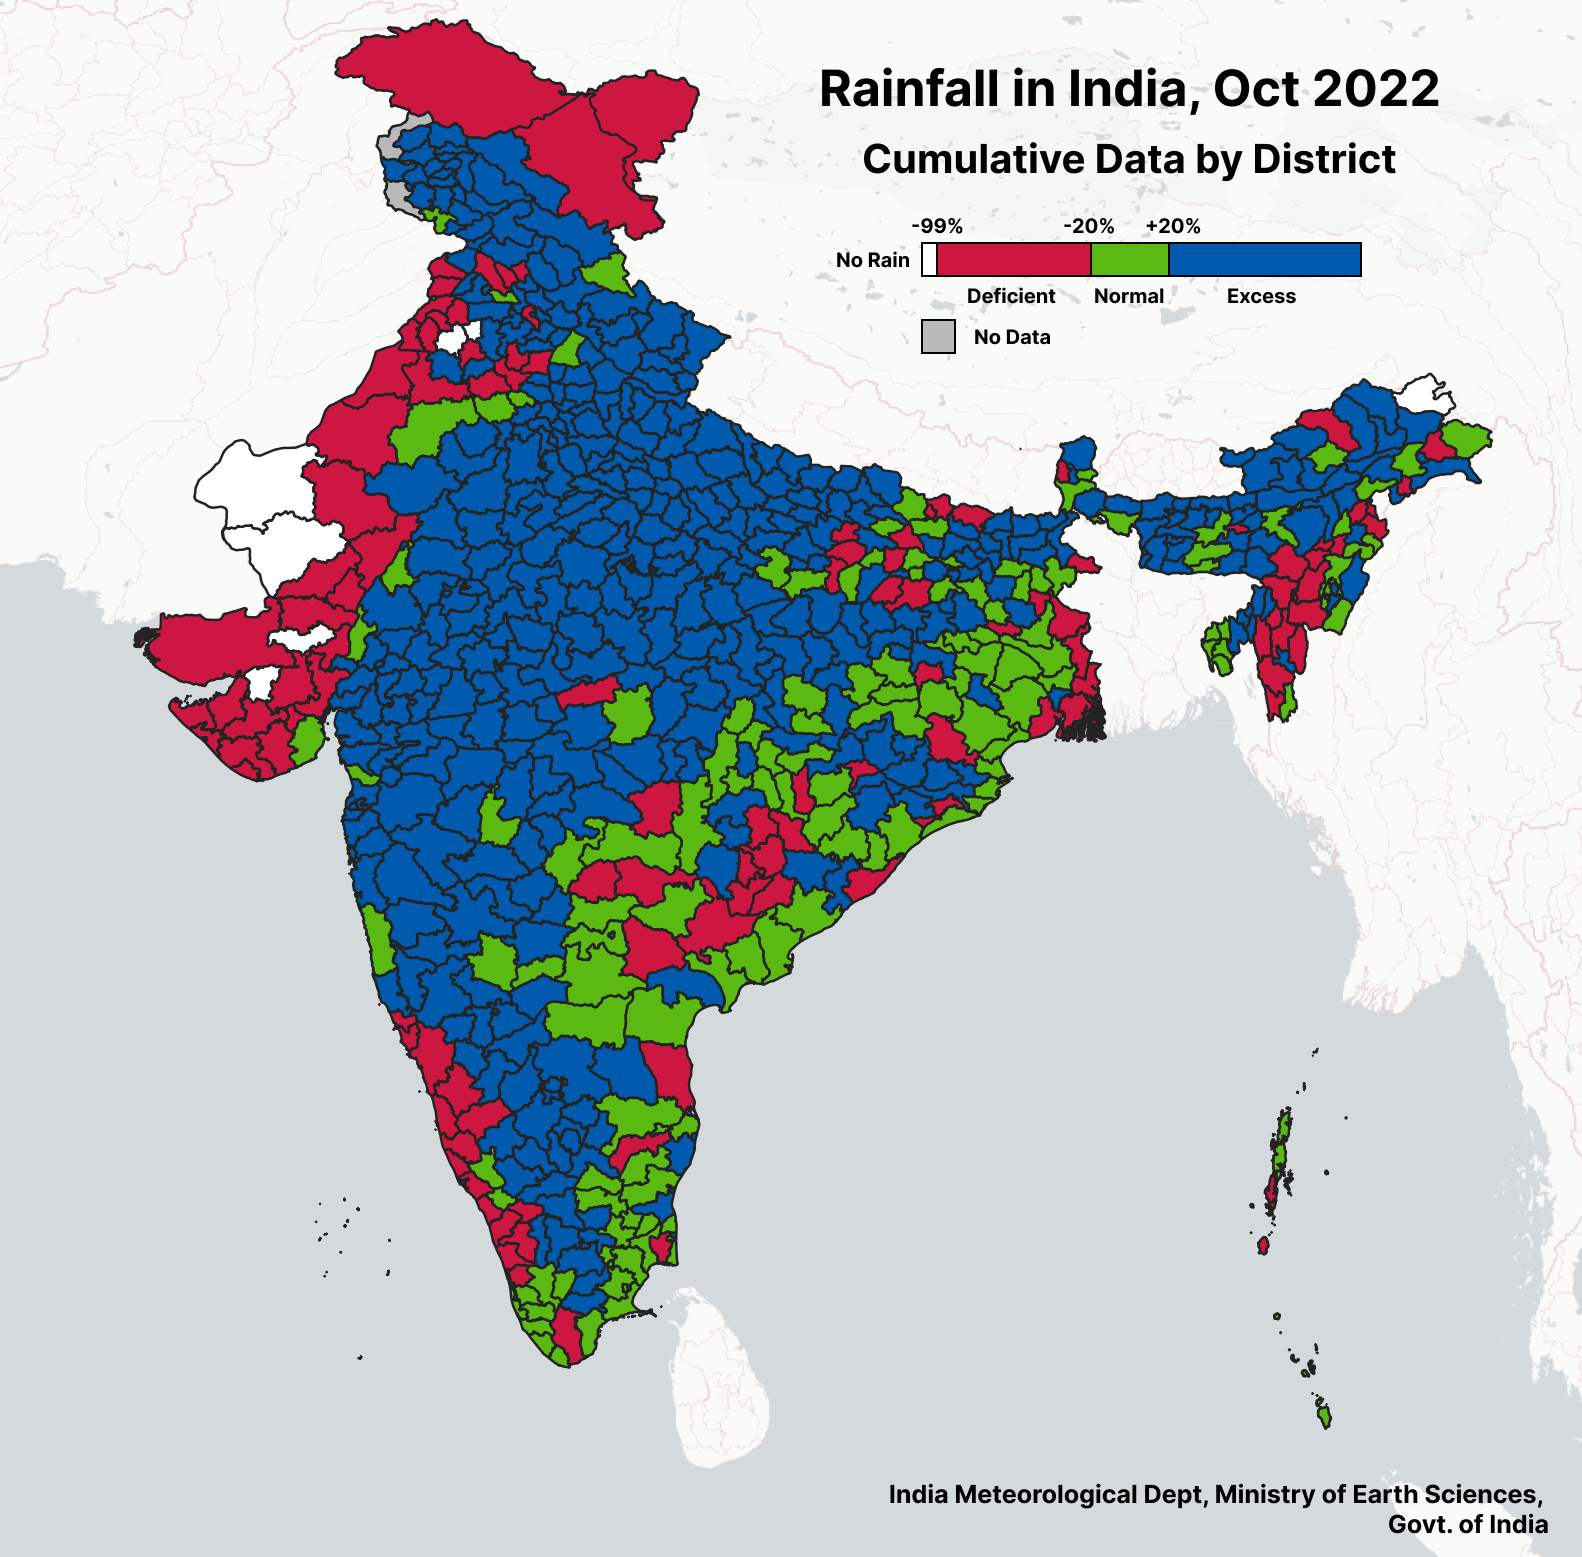 Rainfall in India, Oct 2022
Cumulative Data by District
-99% -20% +20%
No Rain
Deficient Normal Excess
No Data
India Meteorological Dept, Ministry of Earth Sciences,
Govt. of India